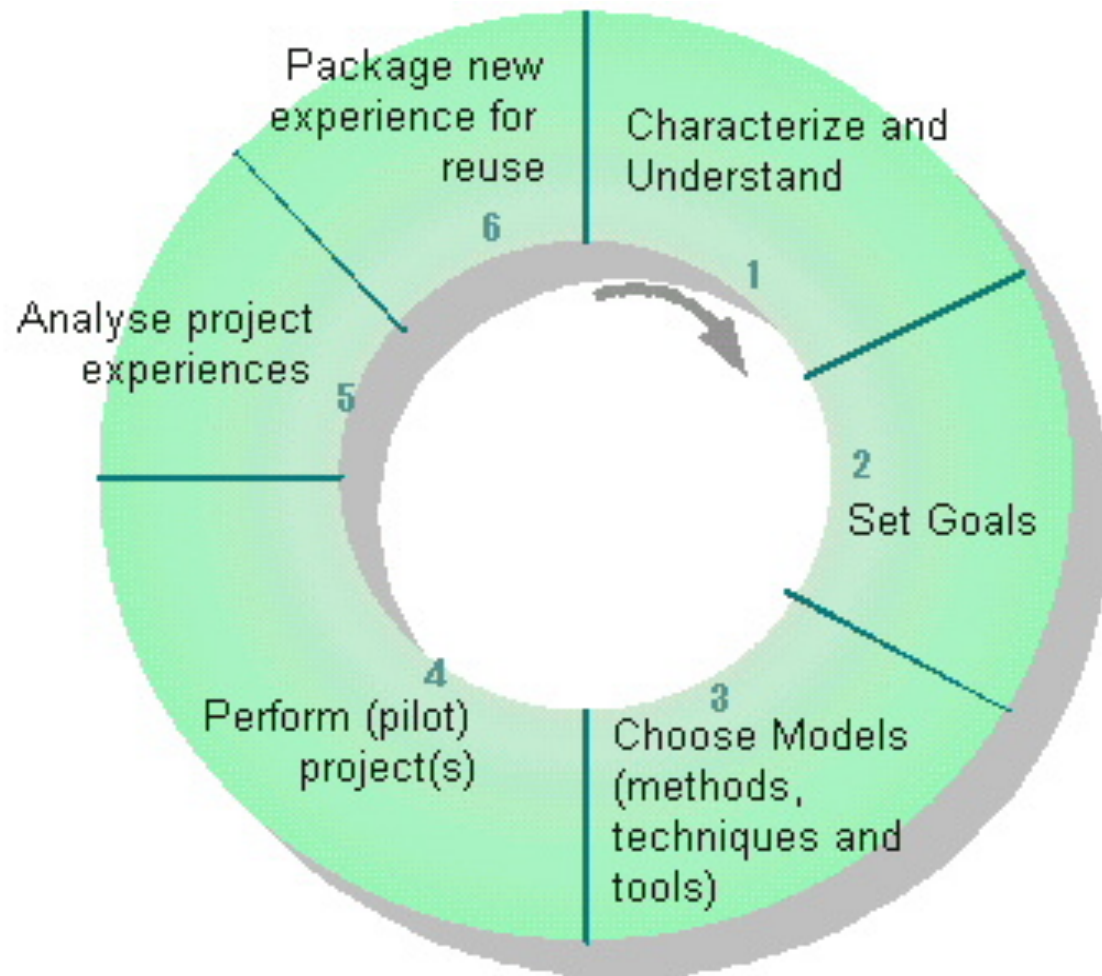 Characterize and
Understand
1
2
Set Goals
3
Choose Models
(methods,
techniques and
tools)
4
Perform (pilot)
project(s)
5
Analyse project
experiences
6
Package new
experience for
reuse